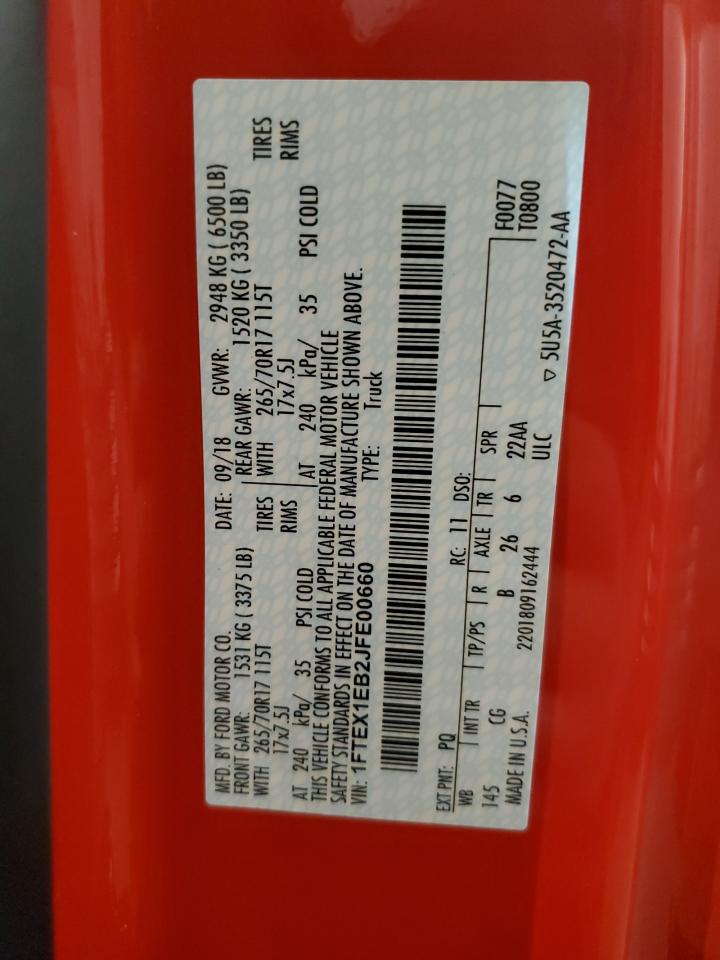 MFD. BY FORD MOTOR CO. DATE: 09/18 GVWR: 2948 KG ( 6500 LB)
FRONT GAWR: 1531 KG ( 3375 LB) REAR GAWR: 1520 KG ( 3350 LB)
WITH 265/70R17 115T TIRES WITH 265/70R17 115T TIRES
17x7.5J RIMS 17x7.5J RIMS
AT 240 kPa/ 35 PSI COLD AT 240 kPa/ 35 PSI COLD
THIS VEHICLE CONFORMS TO ALL APPLICABLE FEDERAL MOTOR VEHICLE
SAFETY STANDARDS IN EFFECT ON THE DATE OF MANUFACTURE SHOWN ABOVE.
VIN: 1FTEX1EB2JFE00660 TYPE: Truck
EXT PNT: PQ RC: 11 DSO: F0077
WB INT TR TP/PS R AXLE TR SPR T0800
145 CG B 26 6 22AA
MADE IN U.S.A. 2201809162444 ULC ▽ 5U5A-3520472-AA